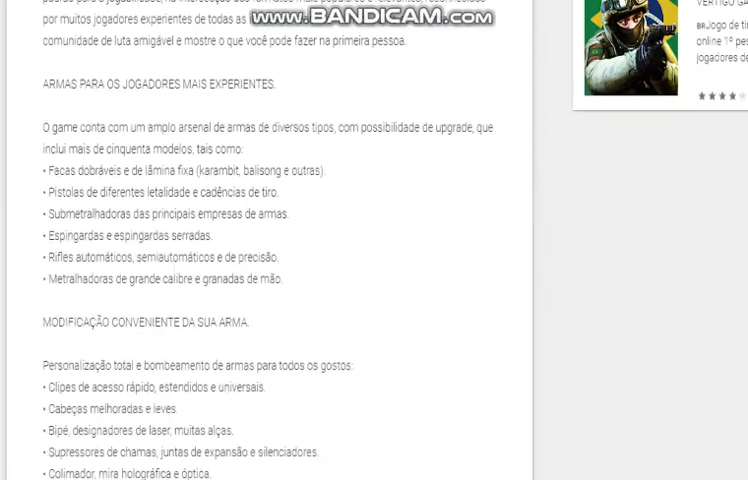 por muitos jogadores experientes de todas as
www.BANDICAM.com
comunidade de luta amigável e mostre o que você pode fazer na primeira pessoa.
ARMAS PARA OS JOGADORES MAIS EXPERIENTES.
O game conta com um amplo arsenal de armas de diversos tipos, com possibilidade de upgrade, que
inclui mais de cinquenta modelos, tais como:
• Facas dobráveis e de lâmina fixa (karambit, balisong e outras).
• Pistolas de diferentes letalidade e cadências de tiro.
• Submetralhadoras das principais empresas de armas.
• Espingardas e espingardas serradas.
• Rifles automáticos, semiautomáticos e de precisão.
• Metralhadoras de grande calibre e granadas de mão.
MODIFICAÇÃO CONVENIENTE DA SUA ARMA.
Personalização total e bombeamento de armas para todos os gostos:
• Clipes de acesso rápido, estendidos e universais.
• Cabeças melhoradas e leves.
• Bipé, designadores de laser, muitas alças.
• Supressores de chamas, juntas de expansão e silenciadores.
• Colimador, mira holográfica e óptica.
VERTIGO GA
BR Jogo de tir
online 1º pes
jogadores de